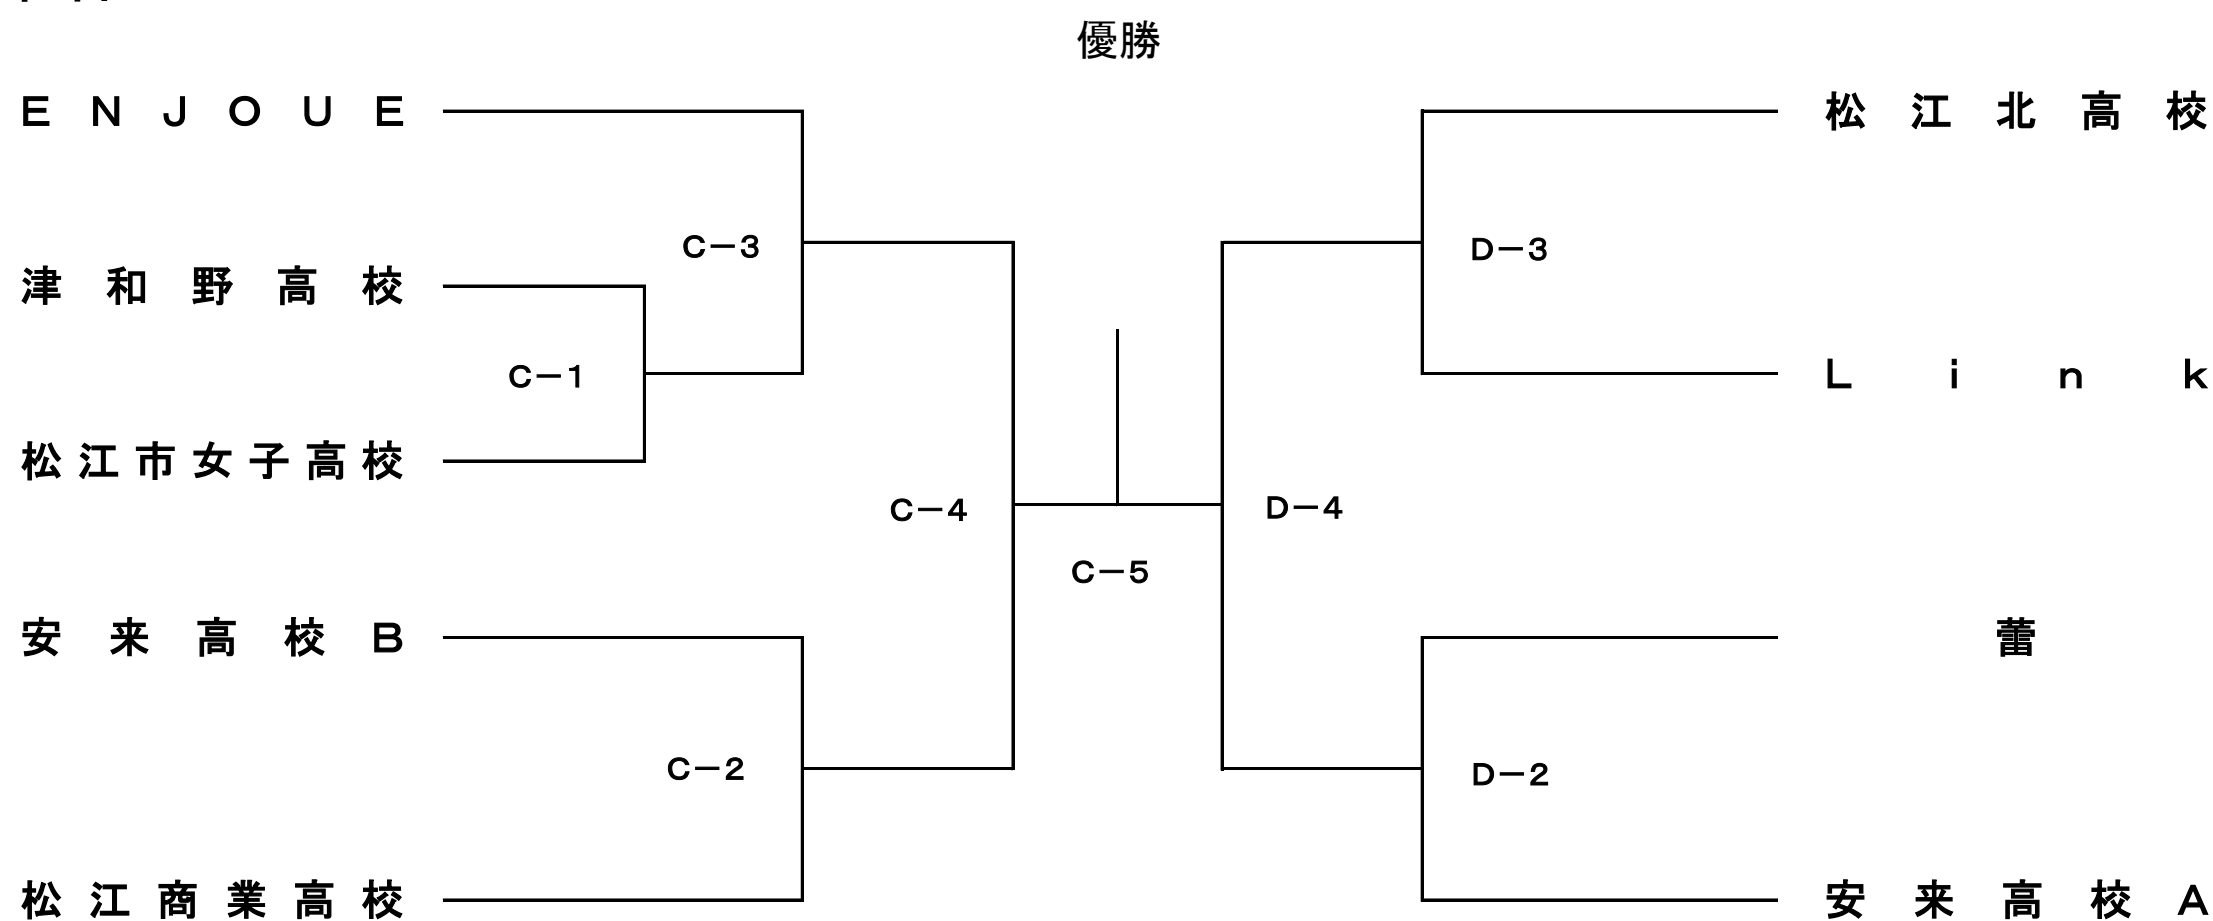 優勝
ＥＮＪＯＵＥ
松江北高校
Ｃ－３
Ｄ－３
津和野高校
Ｃ－１
Ｌｉｎｋ
松江市女子高校
Ｃ－４
Ｄ－４
Ｃ－５
安来高校Ｂ
蕾
Ｃ－２
Ｄ－２
松江商業高校
安来高校Ａ